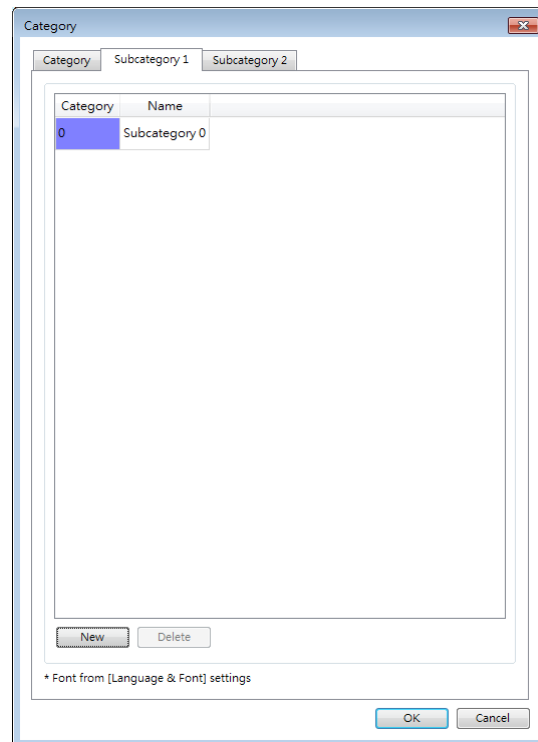 Category
Category Subcategory 1 Subcategory 2
Category Name
0 Subcategory 0
New Delete
* Font from [Language & Font] settings
OK Cancel